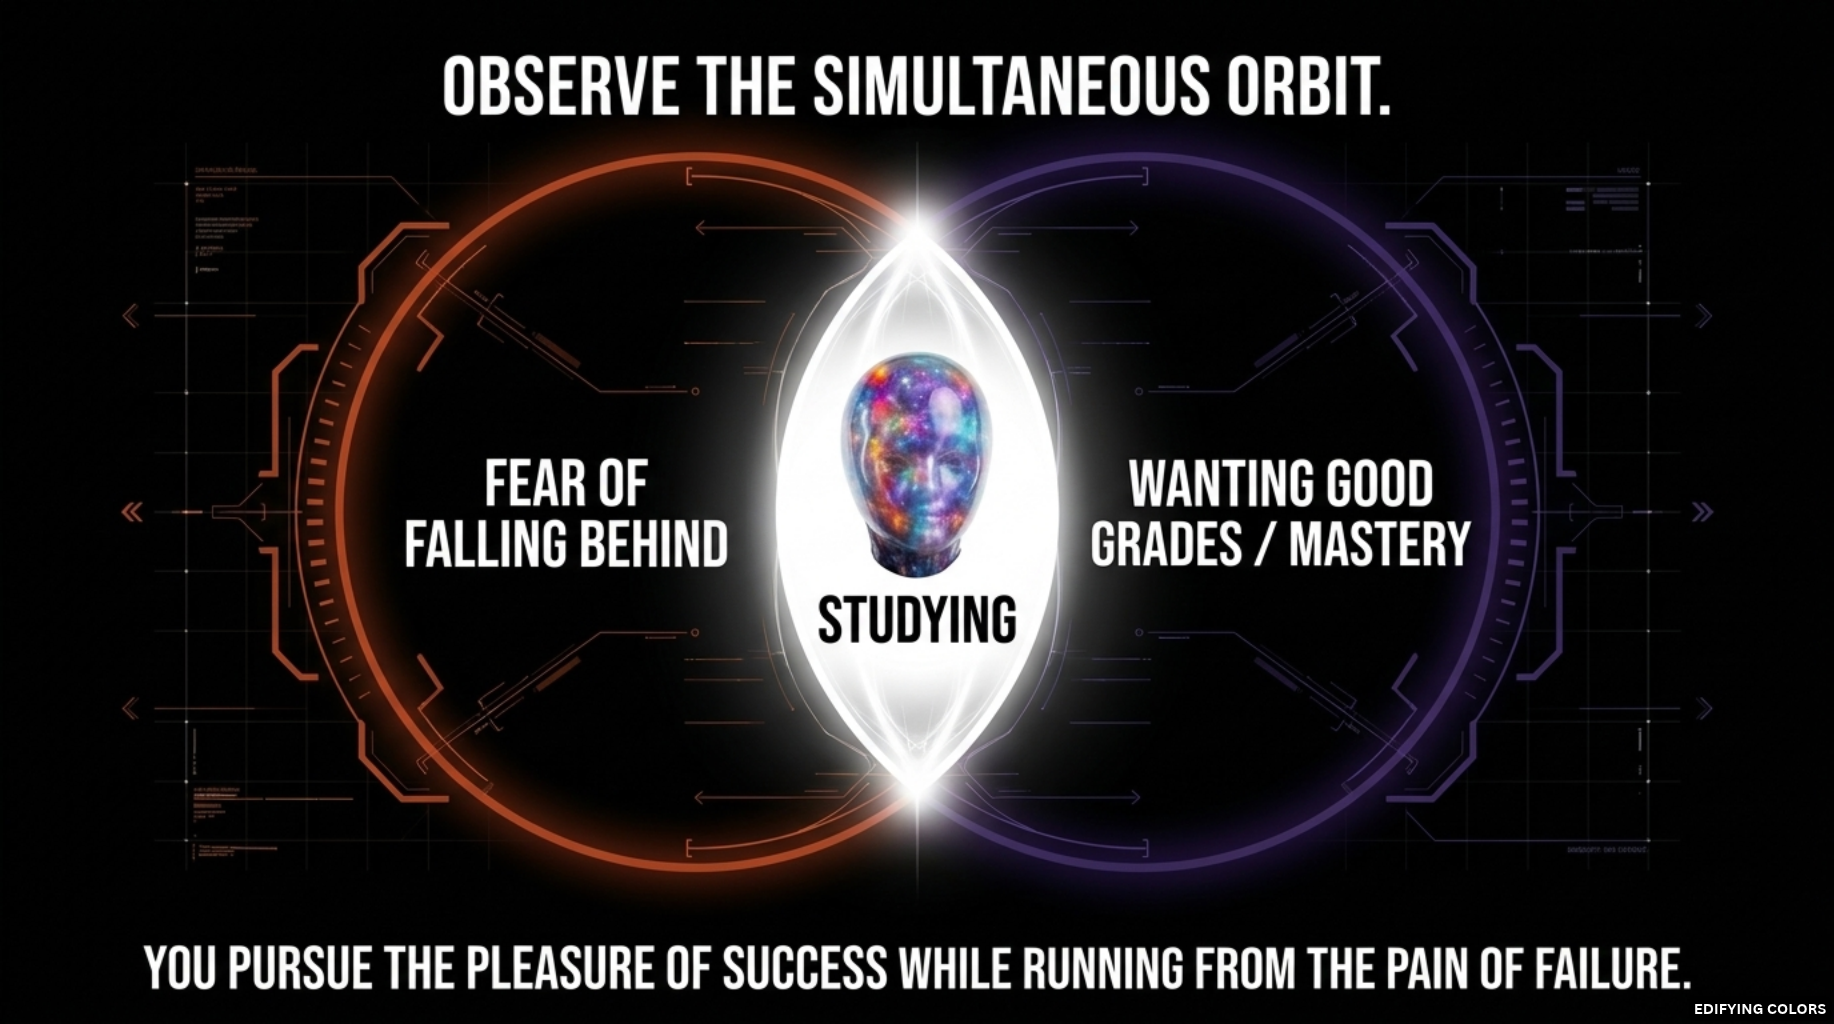 OBSERVE THE SIMULTANEOUS ORBIT.
FEAR OF
FALLING BEHIND
STUDYING
WANTING GOOD
GRADES / MASTERY
YOU PURSUE THE PLEASURE OF SUCCESS WHILE RUNNING FROM THE PAIN OF FAILURE.
EDIFYING COLORS